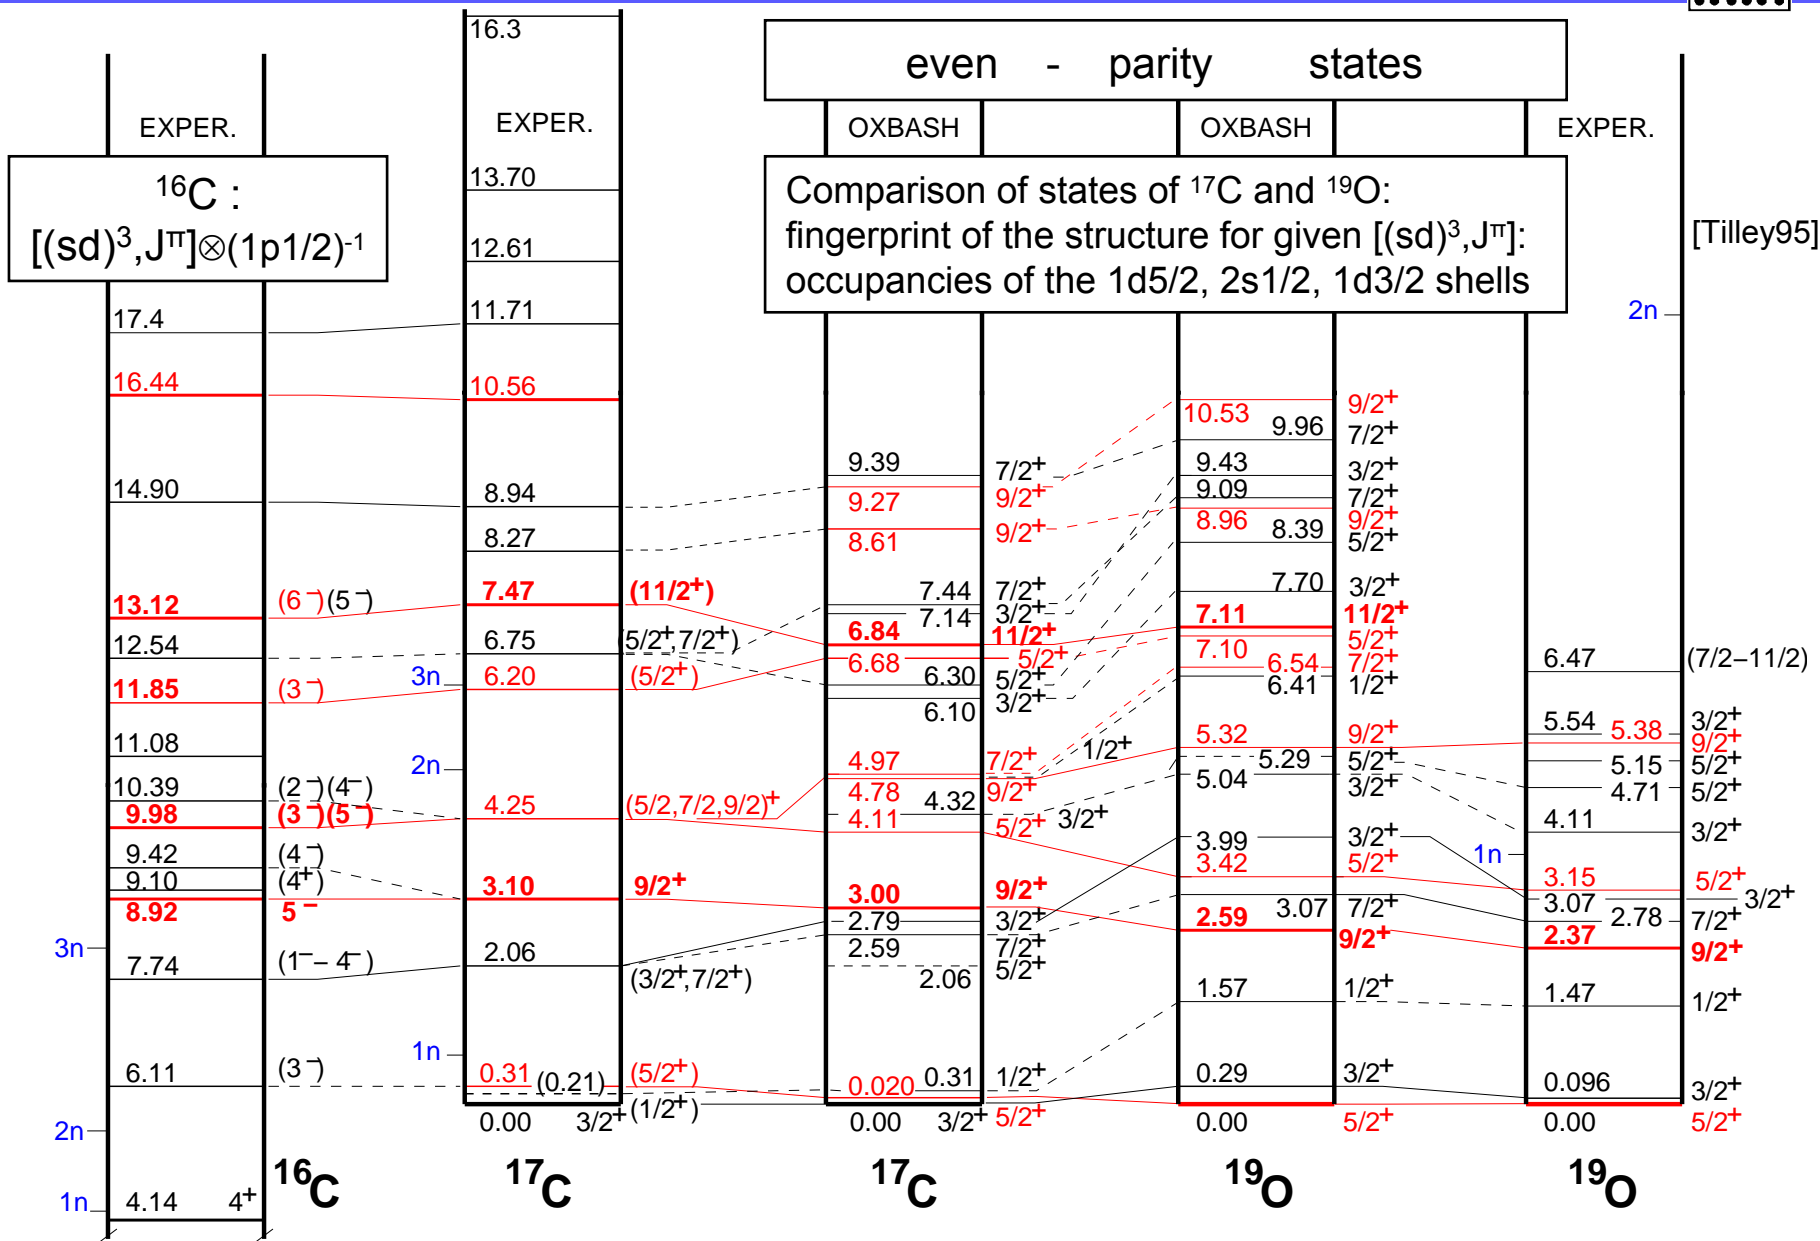 16.3
even - parity states
EXPER.
EXPER.
OXBASH
OXBASH
EXPER.
16C :
[(sd)3,Jπ]⊗(1p1/2)-1
Comparison of states of 17C and 19O:
fingerprint of the structure for given [(sd)3,Jπ]:
occupancies of the 1d5/2, 2s1/2, 1d3/2 shells
[Tilley95]
17.4
16.44
14.90
13.12 (6−)(5−)
12.54
11.85 (3−)
11.08
10.39 (2−)(4−)
9.98 (3−)(5−)
9.42 (4−)
9.10 (4+)
8.92 5−
3n
7.74 (1−– 4−)
6.11 (3−)
2n
1n
4.14 4+
16C
13.70
12.61
11.71
10.56
8.94
8.27
7.47 (11/2+)
6.75 (5/2+,7/2+)
3n
6.20 (5/2+)
2n
4.25 (5/2,7/2,9/2)+
3.10 9/2+
2.06 (3/2+,7/2+)
1n
0.31 (0.21) (5/2+)
0.00 3/2+ (1/2+)
17C
9.39 7/2+
9.27 9/2+
8.61 9/2+
7.44 7/2+
7.14 3/2+
6.84 11/2+
6.68 5/2+
6.30 5/2+
6.10 3/2+
4.97 7/2+
4.78 9/2+
4.32 3/2+
4.11 5/2+
3.00 9/2+
2.79 3/2+
2.59 7/2+
2.06 5/2+
0.020 0.31 1/2+
0.00 3/2+ 5/2+
17C
10.53 9/2+
9.96 7/2+
9.43 3/2+
9.09 7/2+
8.96 9/2+
8.39 5/2+
7.70 3/2+
7.11 11/2+
7.10 5/2+
6.54 7/2+
6.41 1/2+
1/2+
5.32 9/2+
5.29 5/2+
5.04 3/2+
3.99 3/2+
3.42 5/2+
3.07 7/2+
2.59 9/2+
1.57 1/2+
0.29 3/2+
0.00 5/2+
19O
2n
6.47 (7/2–11/2)
5.54 3/2+
5.38 9/2+
5.15 5/2+
4.71 5/2+
4.11 3/2+
1n
3.15 5/2+
3.07 3/2+
2.78 7/2+
2.37 9/2+
1.47 1/2+
0.096 3/2+
0.00 5/2+
19O